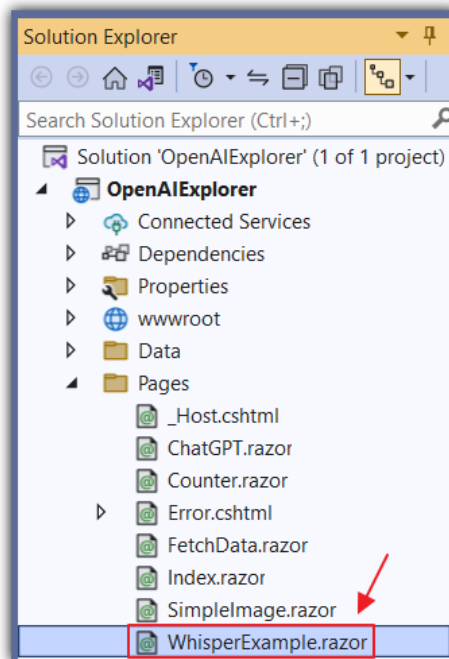 Solution Explorer
Search Solution Explorer (Ctrl+;)
Solution 'OpenAIExplorer' (1 of 1 project)
OpenAIExplorer
Connected Services
Dependencies
Properties
wwwroot
Data
Pages
_Host.cshtml
ChatGPT.razor
Counter.razor
Error.cshtml
FetchData.razor
Index.razor
SimpleImage.razor
WhisperExample.razor